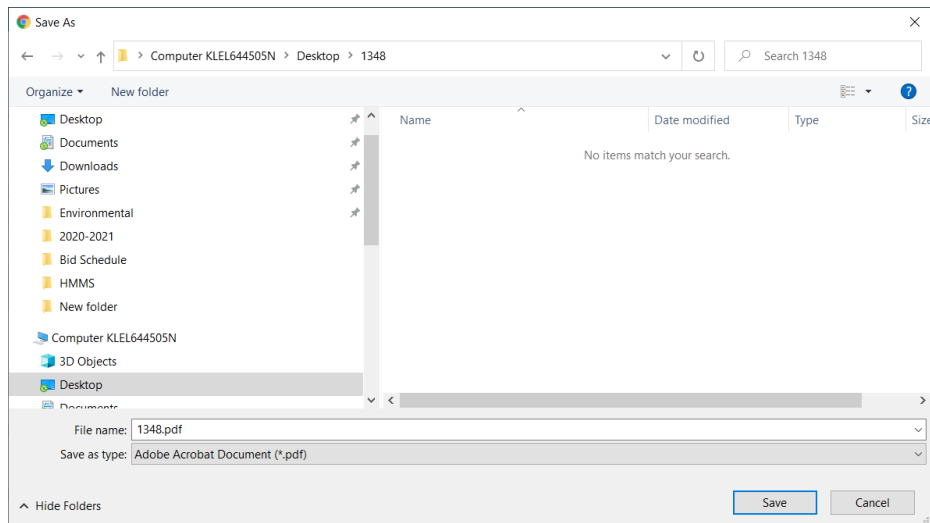 Save As
Computer KLEL644505N > Desktop > 1348
Search 1348
Organize
New folder
?
Desktop
Documents
Downloads
Pictures
Environmental
2020-2021
Bid Schedule
HMMS
New folder
Computer KLEL644505N
3D Objects
Desktop
Documents
Name
Date modified
Type
Size
No items match your search.
File name: 1348.pdf
Save as type: Adobe Acrobat Document (*.pdf)
Hide Folders
Save
Cancel